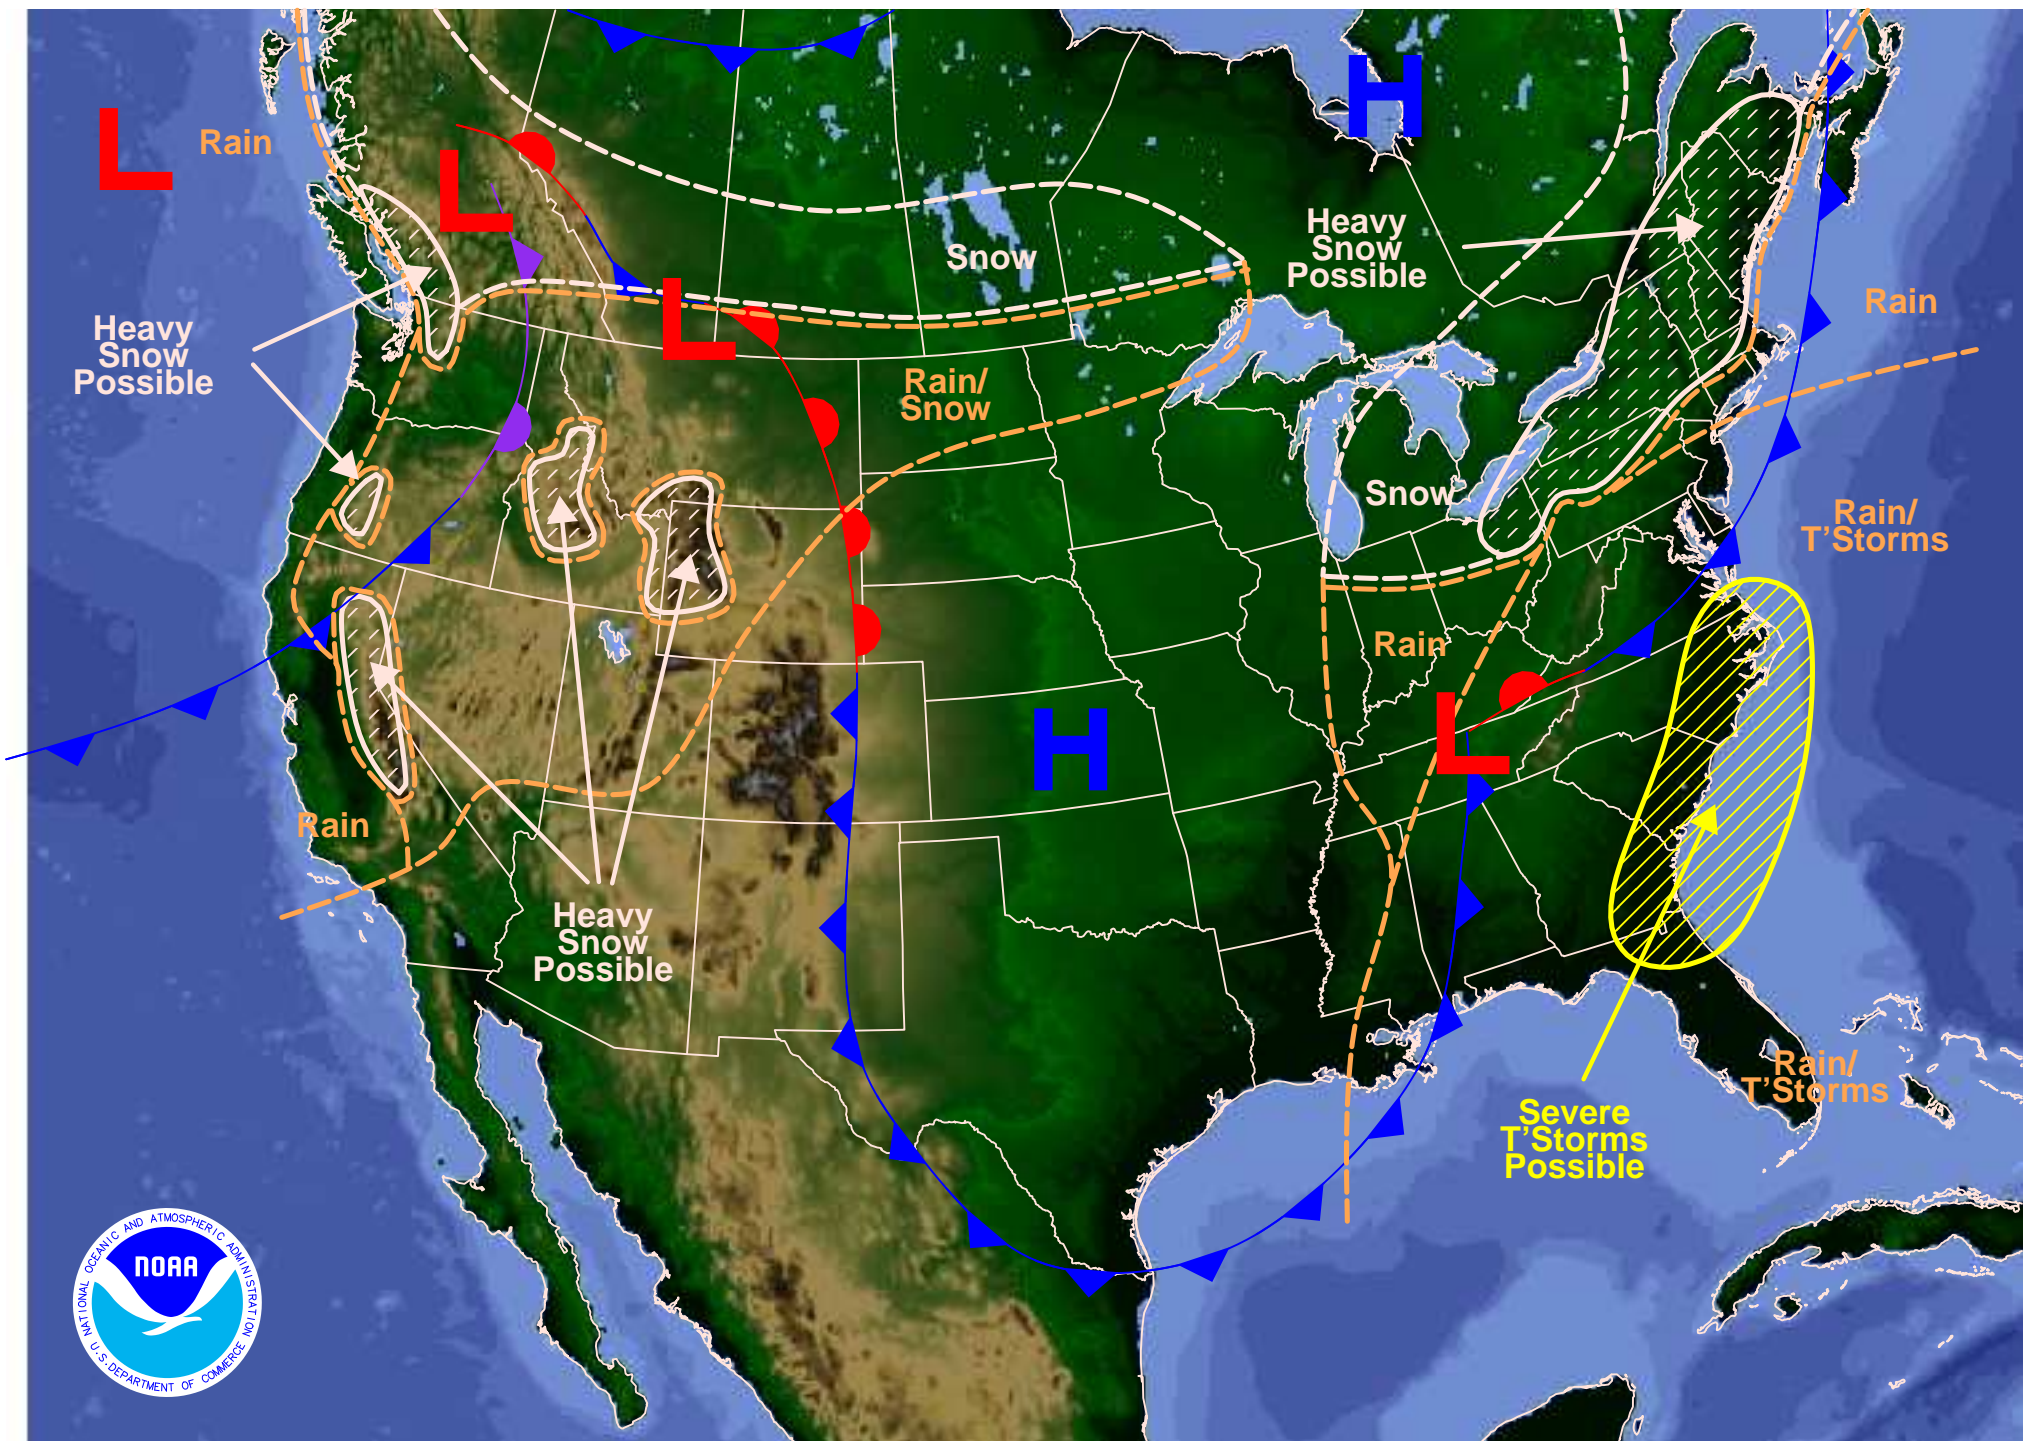 H
L
Rain
L
Heavy
Snow
Possible
Snow
L
Rain
Heavy
Snow
Possible
Rain/
Snow
Snow
Rain/
T'Storms
Rain
L
H
Rain
Heavy
Snow
Possible
Rain/
T'Storms
Severe
T'Storms
Possible
NATIONAL OCEANIC AND ATMOSPHERIC ADMINISTRATION
NOAA
U.S. DEPARTMENT OF COMMERCE